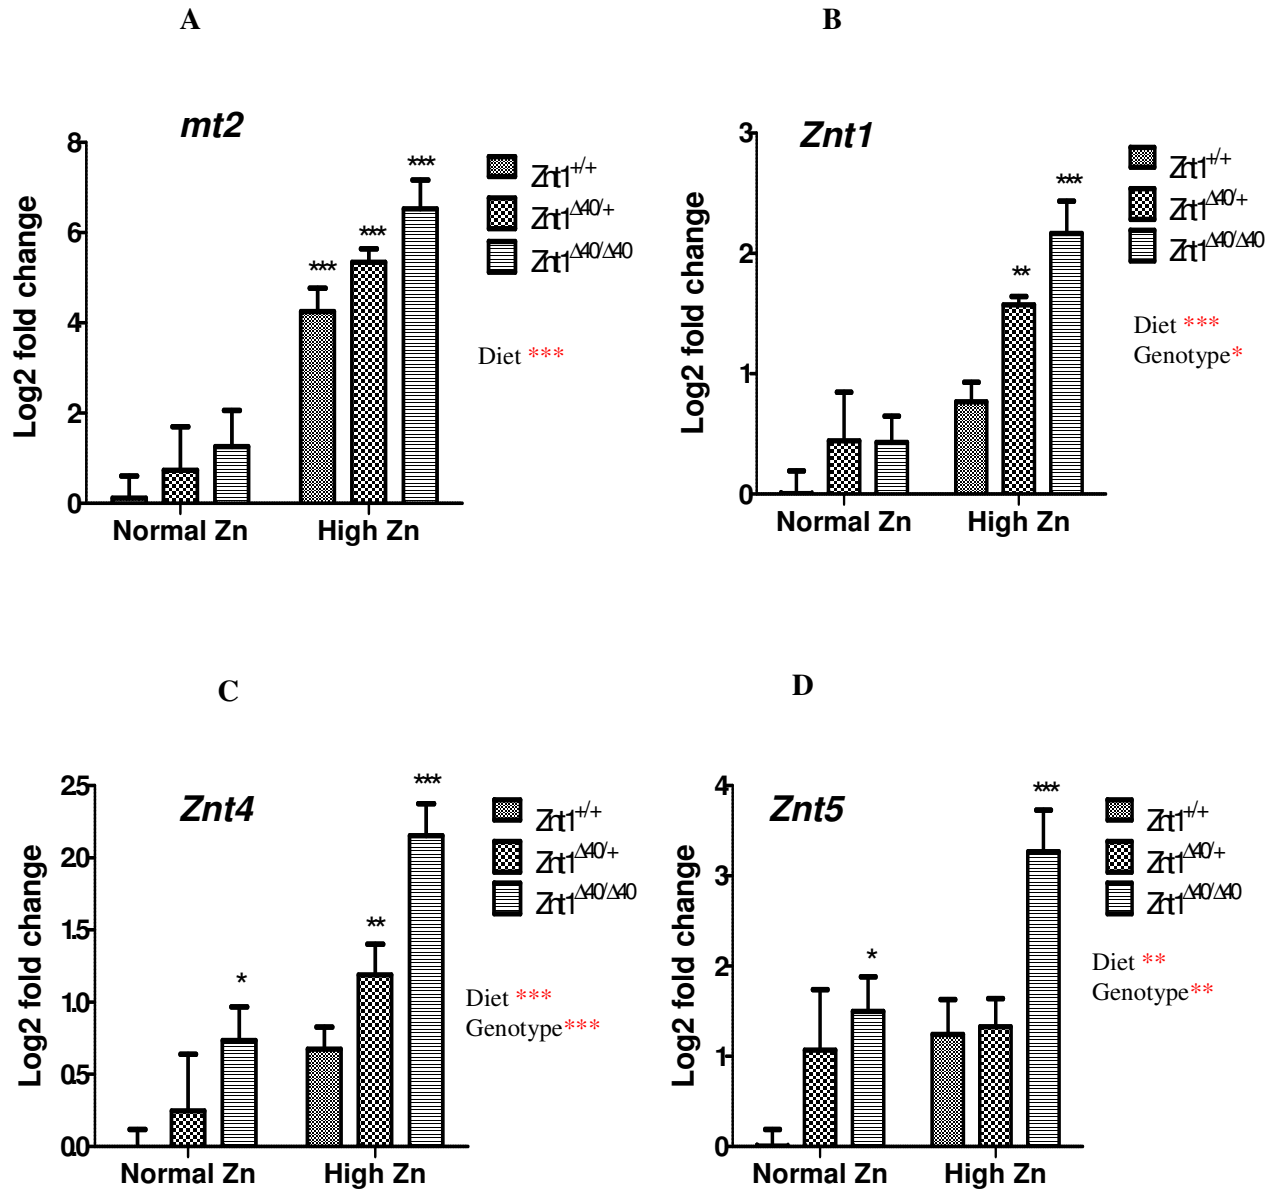 A
mt2
Log2 fold change
8
6
4
2
0
***
***
***
Normal Zn
High Zn
Znt1+/+
Znt1Δ40/+
Znt1Δ40/Δ40
Diet ***
B
Znt1
Log2 fold change
3
2
1
0
**
***
Normal Zn
High Zn
Znt1+/+
Znt1Δ40/+
Znt1Δ40/Δ40
Diet ***
Genotype*
C
Znt4
Log2 fold change
25
20
1.5
1.0
0.5
0.0
*
**
***
Normal Zn
High Zn
Znt1+/+
Znt1Δ40/+
Znt1Δ40/Δ40
Diet ***
Genotype***
D
Znt5
Log2 fold change
4
3
2
1
0
*
***
Normal Zn
High Zn
Znt1+/+
Znt1Δ40/+
Znt1Δ40/Δ40
Diet **
Genotype**